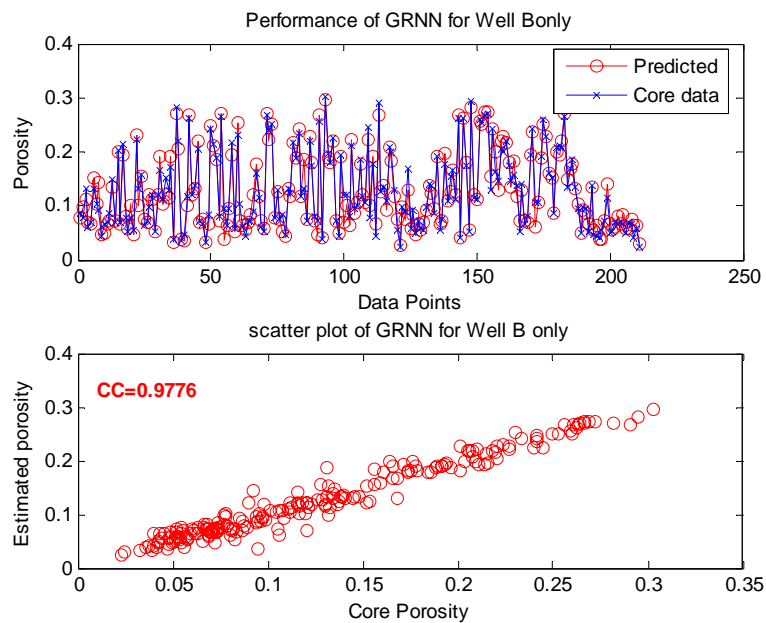 Performance of GRNN for Well Bonly
0.4
0.3
0.2
0.1
0
Porosity
Predicted
Core data
0 50 100 150 200 250
Data Points
scatter plot of GRNN for Well B only
0.4
0.3
0.2
0.1
0
Estimated porosity
CC=0.9776
0 0.05 0.1 0.15 0.2 0.25 0.3 0.35
Core Porosity